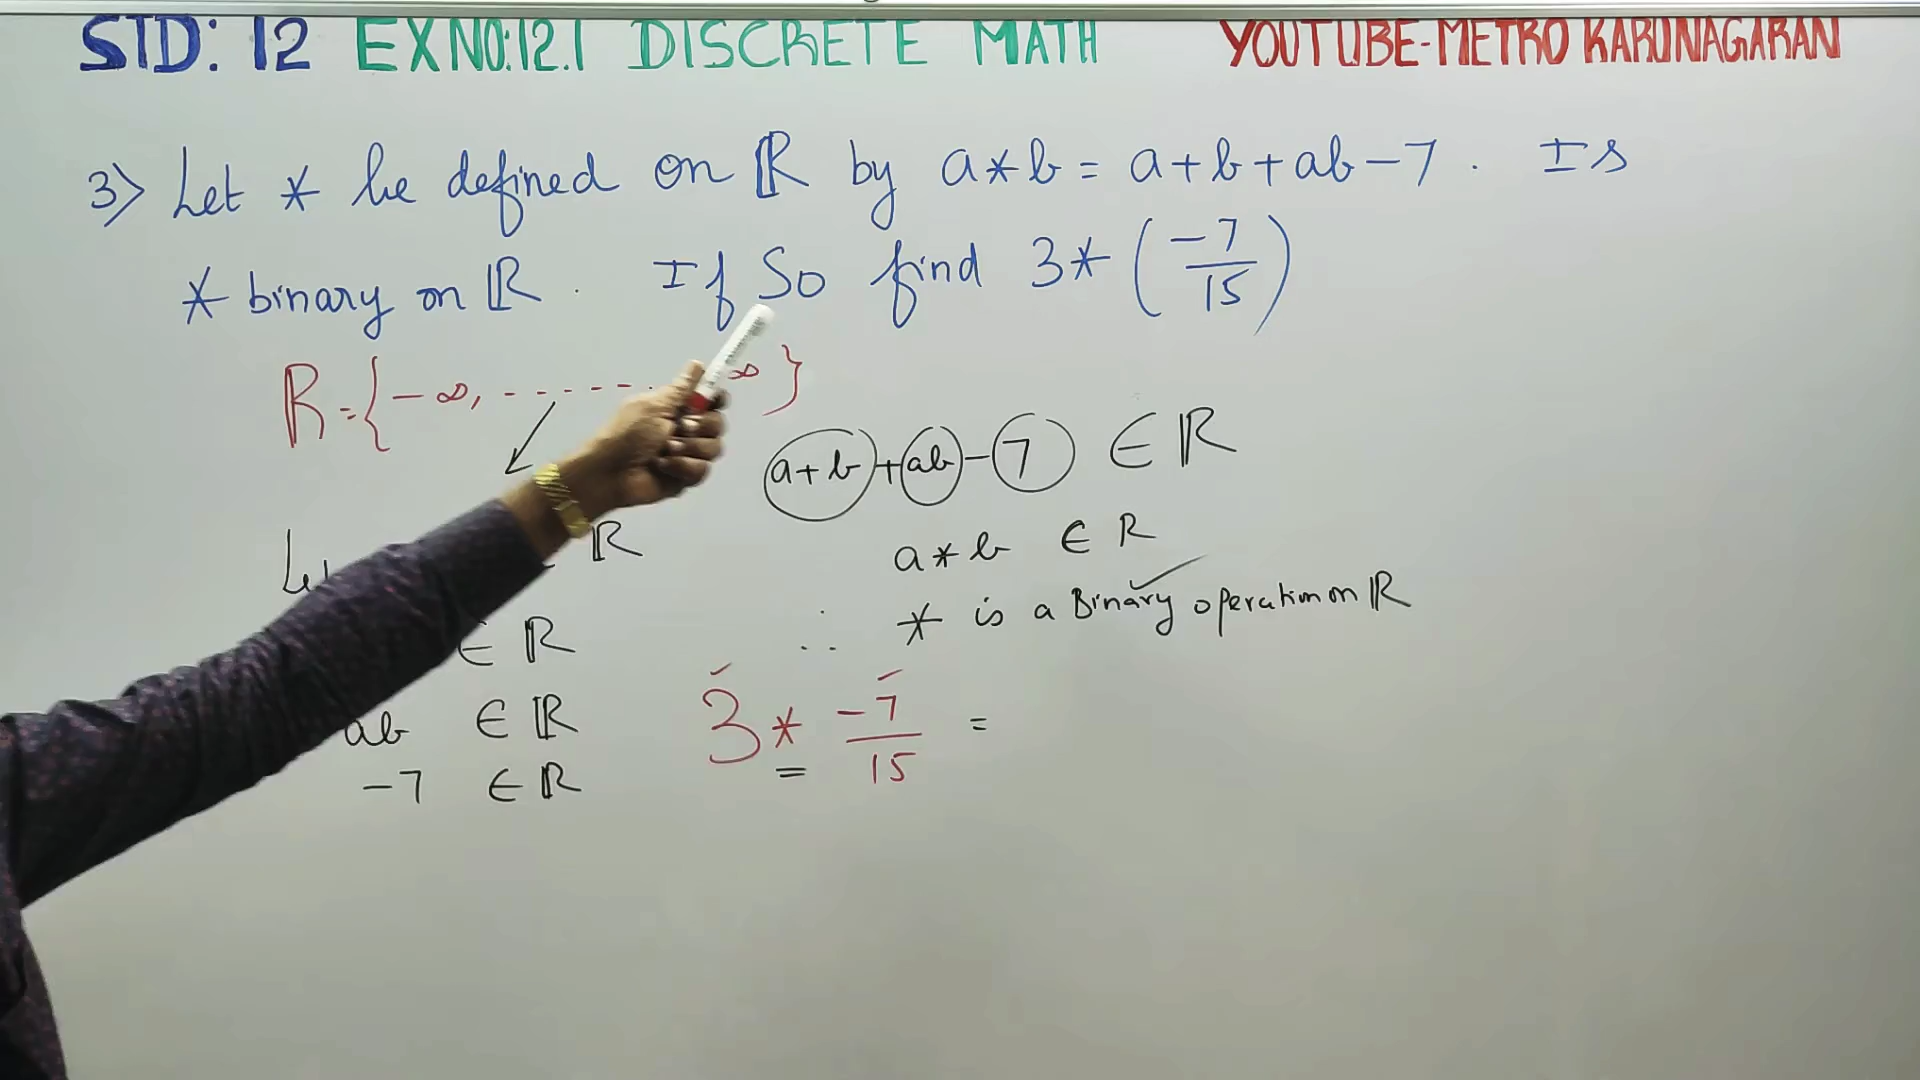 STD: 12 EX NO:12.1 DISCRETE MATH YOUTUBE-METRO KARUNAGARAN
3) Let * be defined on ℝ by a*b = a+b+ab-7. Is
* binary on ℝ. If So find 3*(-7/15)
ℝ={-∞, ------- ∞}
(a+b)+(ab)-(7) ∈ ℝ
ℝ
a*b ∈ R
∴ * is a Binary operation on ℝ
∈ ℝ
ab ∈ ℝ
-7 ∈ ℝ
3 * -7/15 =